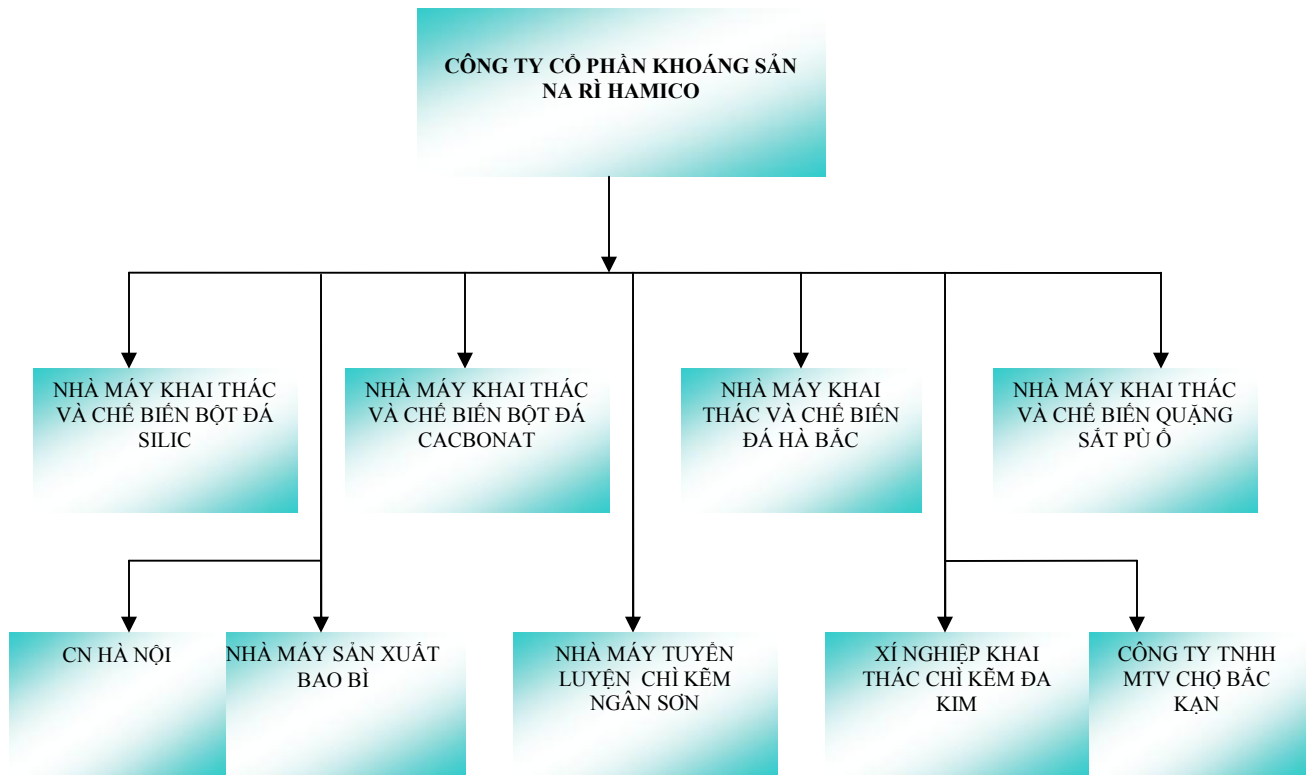 CÔNG TY CỔ PHẦN KHOÁNG SẢN
NA RÌ HAMICO
NHÀ MÁY KHAI THÁC
VÀ CHẾ BIẾN BỘT ĐÁ
SILIC
NHÀ MÁY KHAI THÁC
VÀ CHẾ BIẾN BỘT ĐÁ
CACBONAT
NHÀ MÁY KHAI
THÁC VÀ CHẾ BIẾN
ĐÁ HÀ BẮC
NHÀ MÁY KHAI THÁC
VÀ CHẾ BIẾN QUẶNG
SẮT PÙ Ổ
CN HÀ NỘI
NHÀ MÁY SẢN XUẤT
BAO BÌ
NHÀ MÁY TUYỂN
LUYỆN CHÌ KẼM
NGÂN SƠN
XÍ NGHIỆP KHAI
THÁC CHÌ KẼM ĐA
KIM
CÔNG TY TNHH
MTV CHỢ BẮC
KẠN